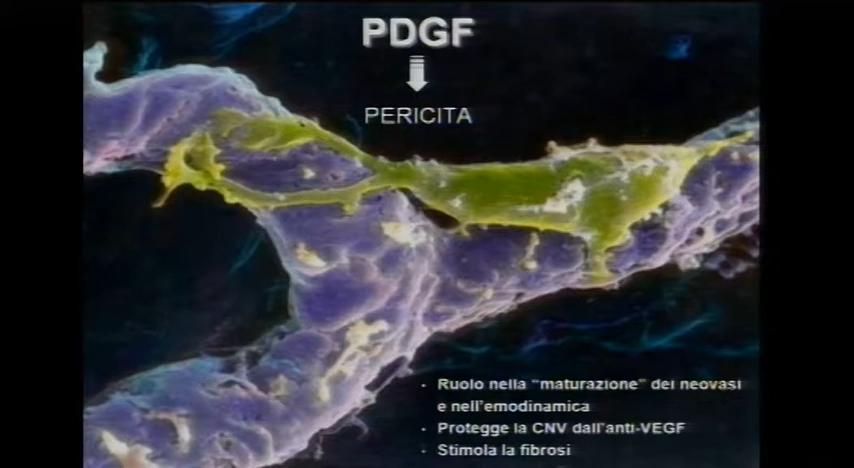 PDGF
PERICITA
· Ruolo nella "maturazione" dei neovasi
e nell'emodinamica
· Protegge la CNV dall'anti-VEGF
· Stimola la fibrosi